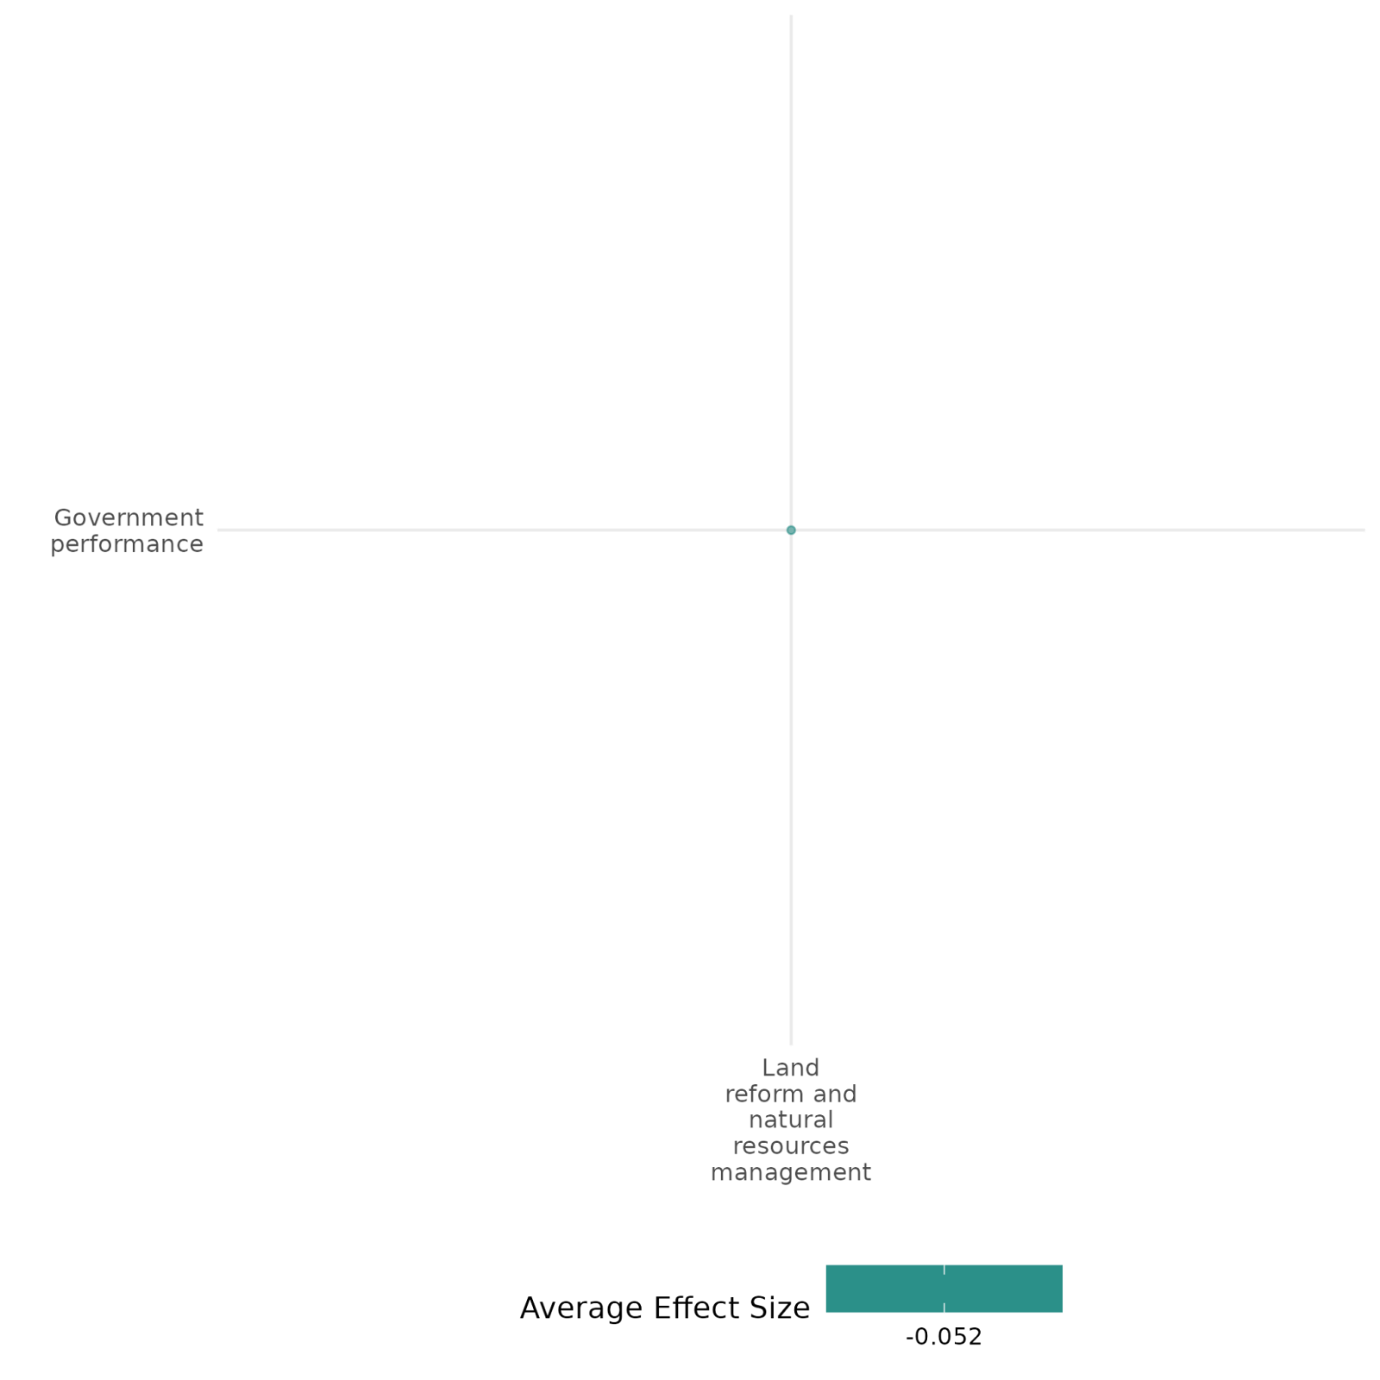 Government
performance
Land
reform and
natural
resources
management
Average Effect Size
-0.052